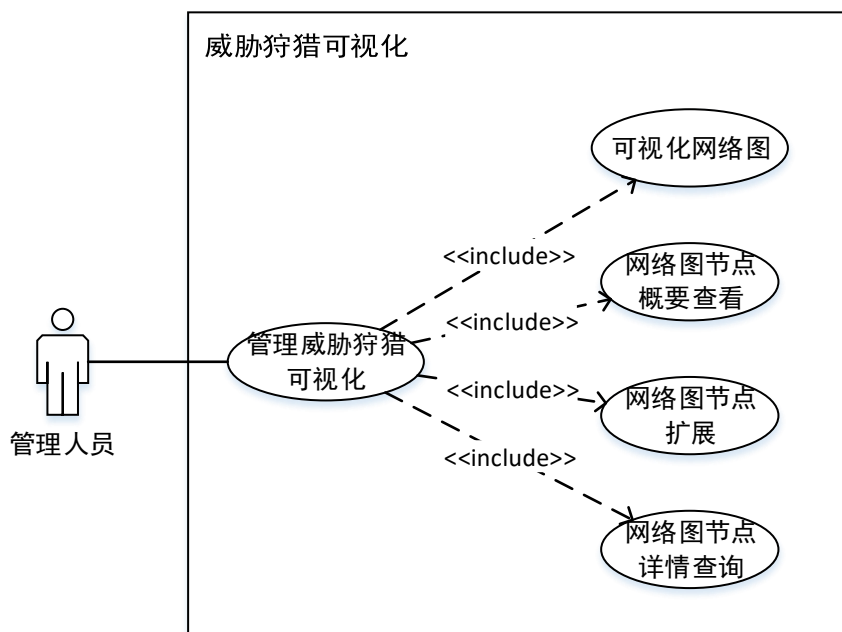 威胁狩猎可视化
可视化网络图
<<include>>
网络图节点
概要查看
<<include>>
管理威胁狩猎
可视化
<<include>>
网络图节点
扩展
管理人员
<<include>>
网络图节点
详情查询